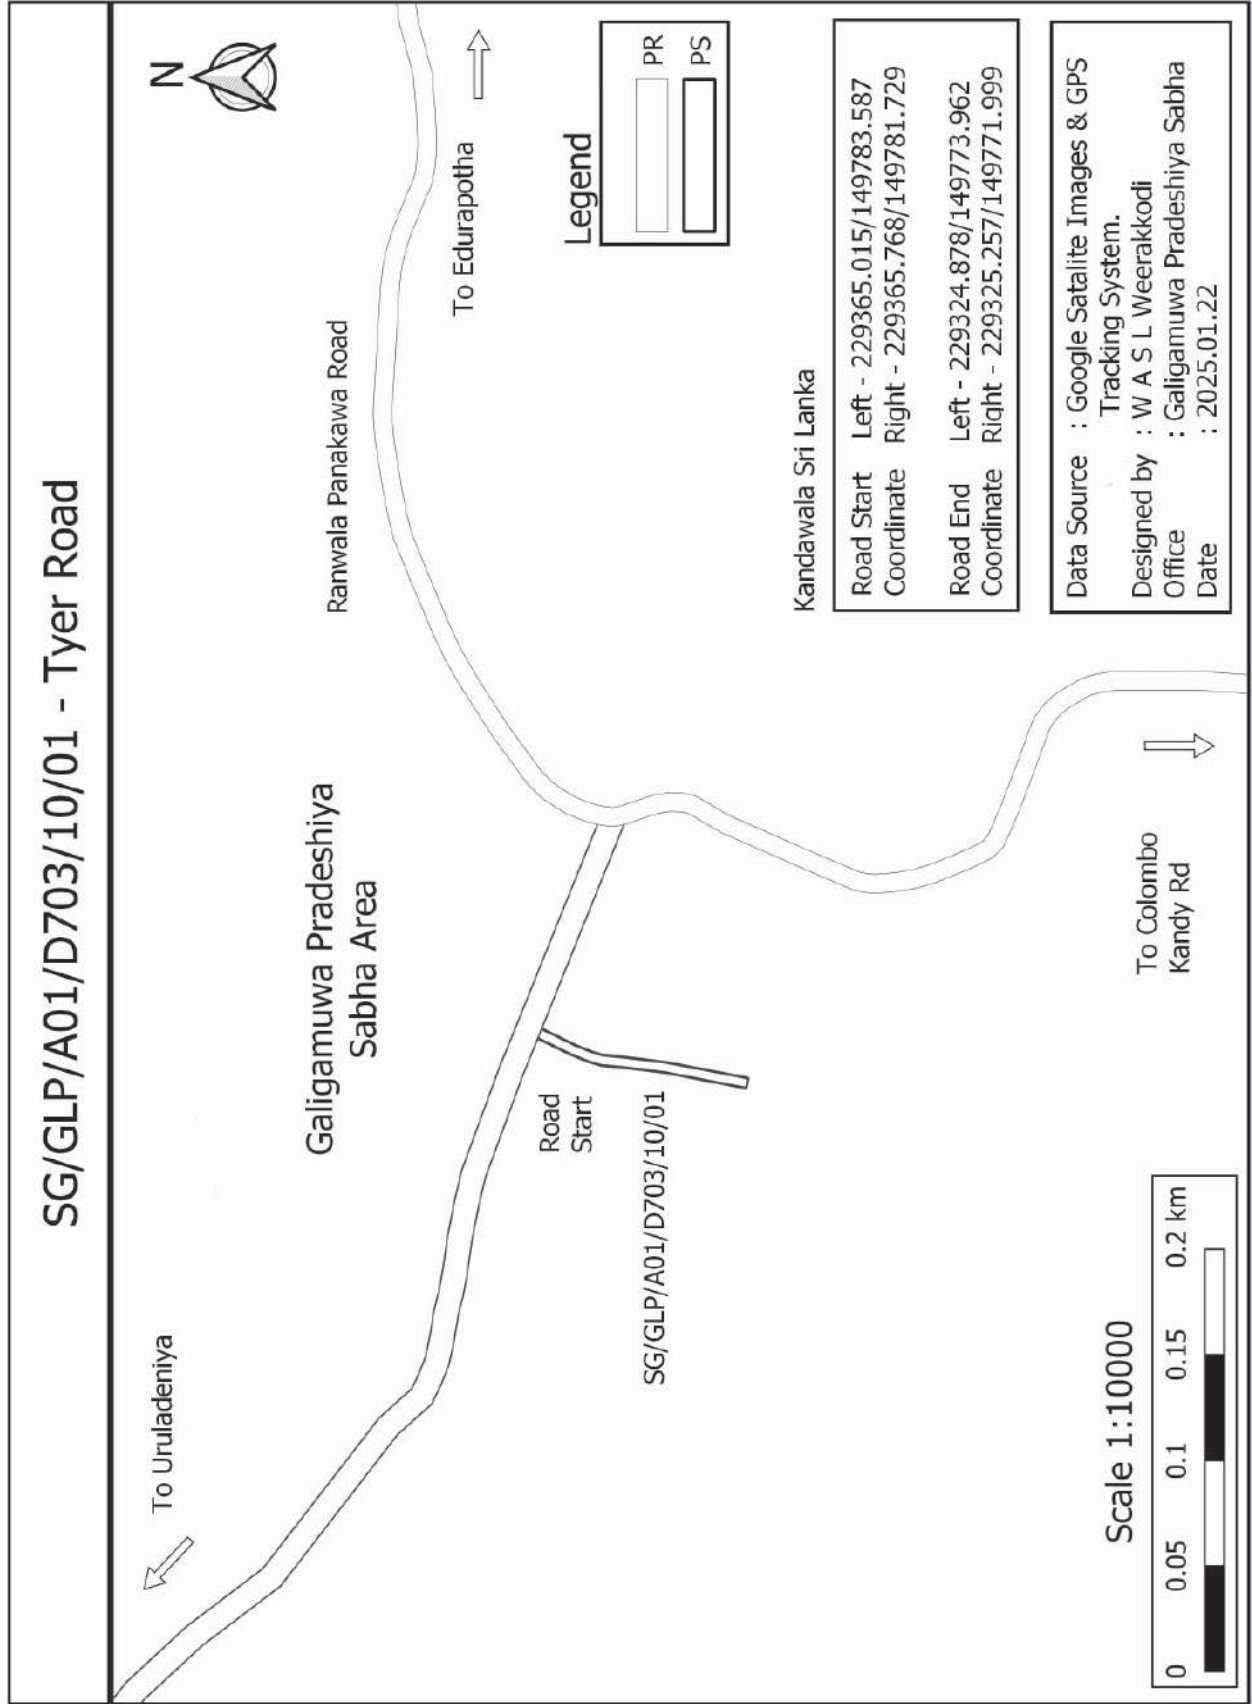 SG/GLP/A01/D703/10/01 - Tyer Road
N
To Uruladeniya
Galigamuwa Pradeshiya
Sabha Area
Ranwala Panakawa Road
To Edurapotha
Road
Start
SG/GLP/A01/D703/10/01
Legend
PR
PS
Kandawala Sri Lanka
Road Start Left - 229365.015/149783.587
Coordinate Right - 229365.768/149781.729
Road End Left - 229324.878/149773.962
Coordinate Right - 229325.257/149771.999
To Colombo
Kandy Rd
Data Source : Google Satalite Images & GPS
Tracking System.
Designed by : W A S L Weerakkodi
Office : Galigamuwa Pradeshiya Sabha
Date : 2025.01.22
Scale 1:10000
0 0.05 0.1 0.15 0.2 km